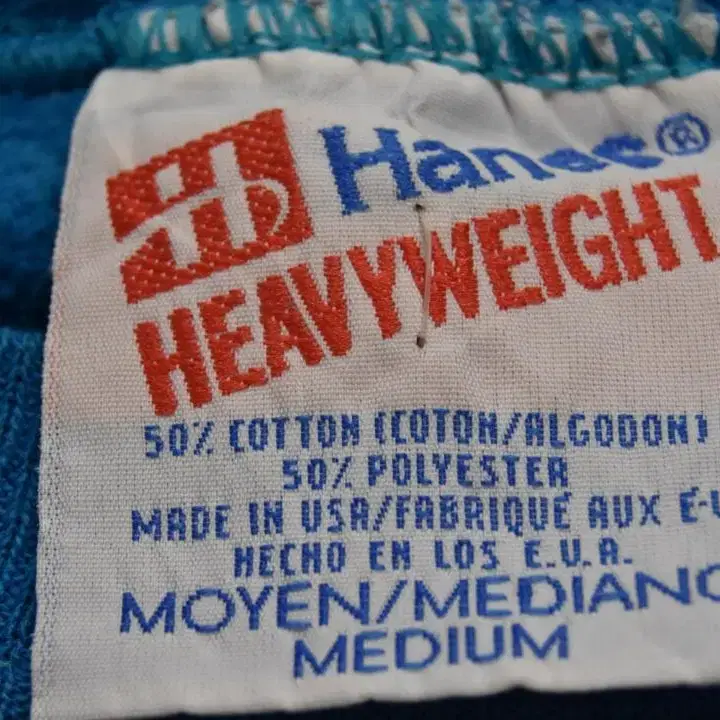 Hanes®
HEAVYWEIGHT
50% COTTON (COTON/ALGODON)
50% POLYESTER
MADE IN USA/FABRIQUÉ AUX É-U
HECHO EN LOS E.U.A.
MOYEN/MEDIANO
MEDIUM